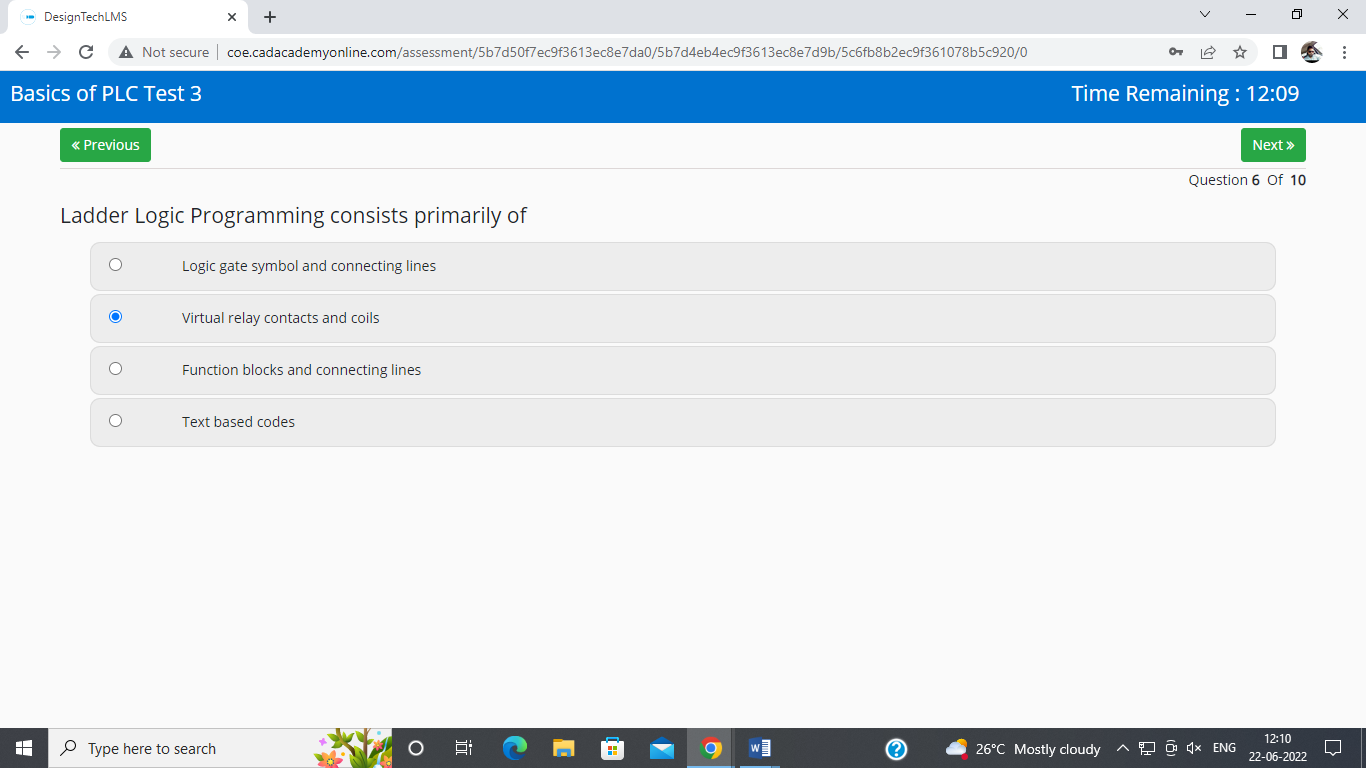 DesignTechLMS
Not secure coe.cadacademyonline.com/assessment/5b7d50f7ec9f3613ec8e7da0/5b7d4eb4ec9f3613ec8e7d9b/5c6fb8b2ec9f361078b5c920/0
Basics of PLC Test 3
Time Remaining : 12:09
« Previous
Next »
Question 6 Of 10
Ladder Logic Programming consists primarily of
Logic gate symbol and connecting lines
Virtual relay contacts and coils
Function blocks and connecting lines
Text based codes
Type here to search
26°C Mostly cloudy
ENG
12:10
22-06-2022